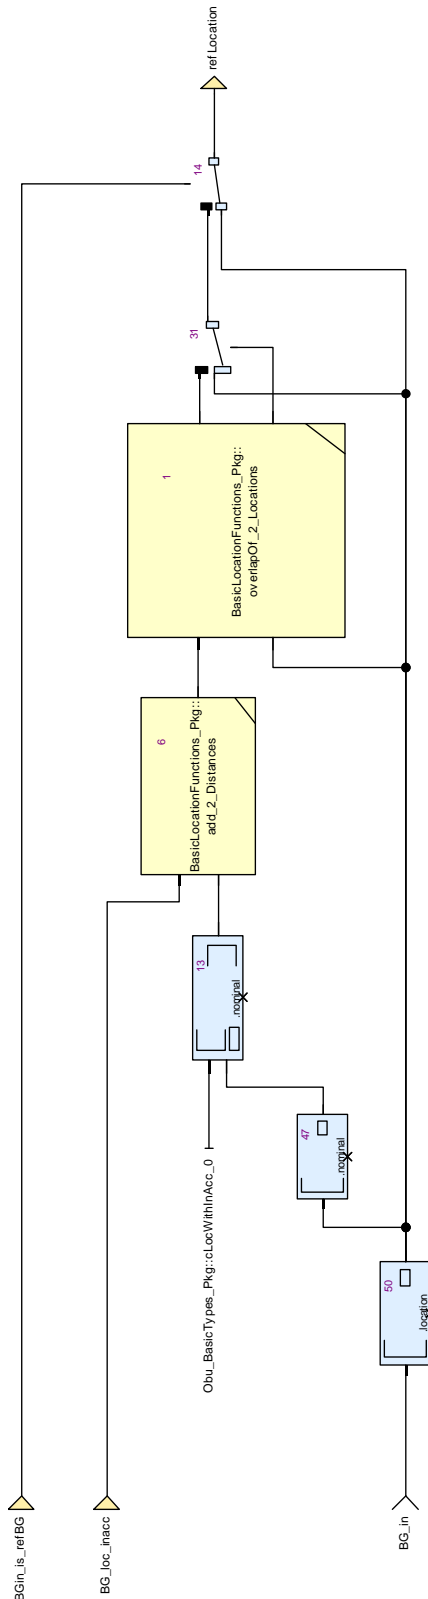 refLocation
14
31
1
BasicLocationFunctions_Pkg::
overlapOf_2_Locations
6
BasicLocationFunctions_Pkg::
add_2_Distances
13
.nominal
47
.nominal
Obu_BasicTypes_Pkg::cLocWithInAcc_0
50
.location
BGin_is_refBG
BG_loc_inacc
BG_in